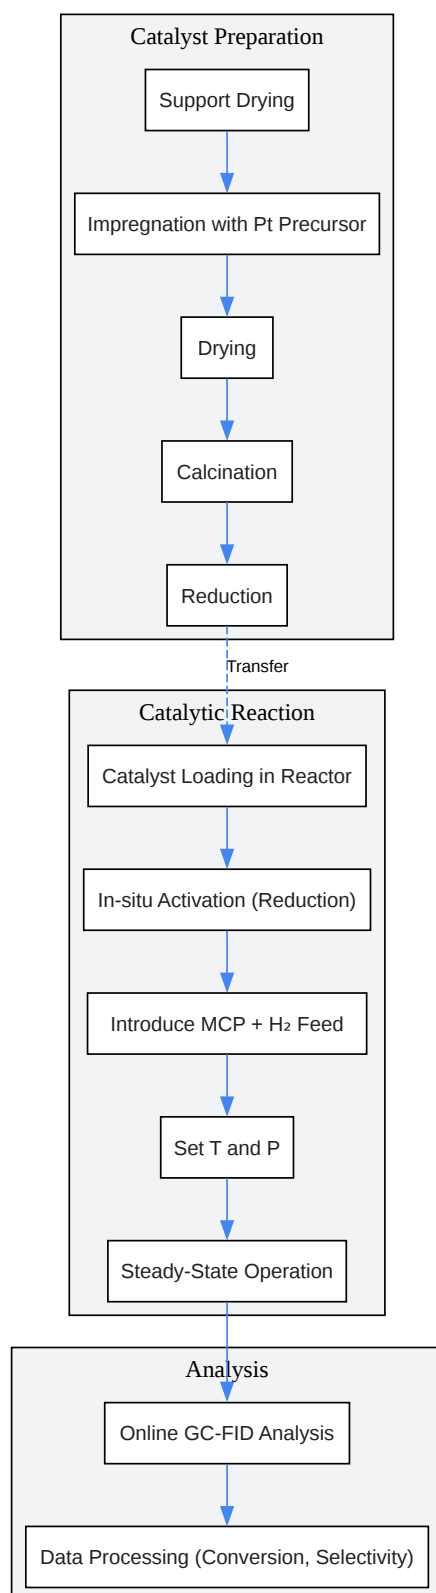 Catalyst Preparation
Support Drying
Impregnation with Pt Precursor
Drying
Calcination
Reduction
Transfer
Catalytic Reaction
Catalyst Loading in Reactor
In-situ Activation (Reduction)
Introduce MCP + H₂ Feed
Set T and P
Steady-State Operation
Analysis
Online GC-FID Analysis
Data Processing (Conversion, Selectivity)